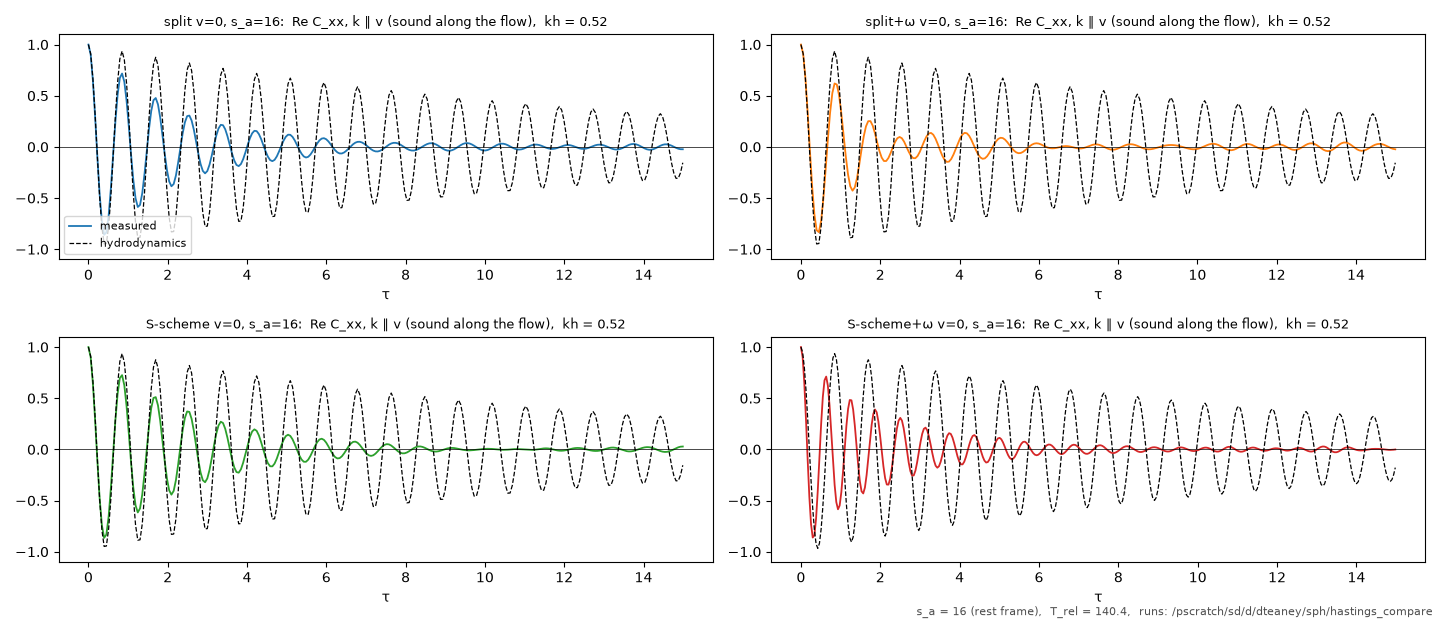 split v=0, s_a=16:  Re C_xx, k ∥ v (sound along the flow),  kh = 0.52
1.0
0.5
0.0
−0.5
−1.0
measured
hydrodynamics
0 2 4 6 8 10 12 14
τ
split+ω v=0, s_a=16:  Re C_xx, k ∥ v (sound along the flow),  kh = 0.52
1.0
0.5
0.0
−0.5
−1.0
0 2 4 6 8 10 12 14
τ
S-scheme v=0, s_a=16:  Re C_xx, k ∥ v (sound along the flow),  kh = 0.52
1.0
0.5
0.0
−0.5
−1.0
0 2 4 6 8 10 12 14
τ
S-scheme+ω v=0, s_a=16:  Re C_xx, k ∥ v (sound along the flow),  kh = 0.52
1.0
0.5
0.0
−0.5
−1.0
0 2 4 6 8 10 12 14
τ
s_a = 16 (rest frame),  T_rel = 140.4,  runs: /pscratch/sd/d/dteaney/sph/hastings_compare